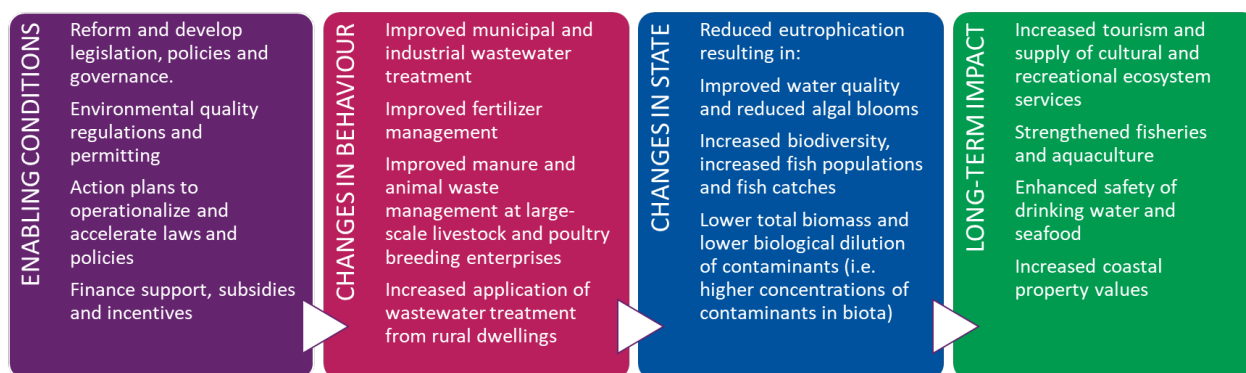 ENABLING CONDITIONS
Reform and develop
legislation, policies and
governance.
Environmental quality
regulations and
permitting
Action plans to
operationalize and
accelerate laws and
policies
Finance support, subsidies
and incentives
CHANGES IN BEHAVIOUR
Improved municipal and
industrial wastewater
treatment
Improved fertilizer
management
Improved manure and
animal waste
management at large-
scale livestock and poultry
breeding enterprises
Increased application of
wastewater treatment
from rural dwellings
CHANGES IN STATE
Reduced eutrophication
resulting in:
Improved water quality
and reduced algal blooms
Increased biodiversity,
increased fish populations
and fish catches
Lower total biomass and
lower biological dilution
of contaminants (i.e.
higher concentrations of
contaminants in biota)
LONG-TERM IMPACT
Increased tourism and
supply of cultural and
recreational ecosystem
services
Strengthened fisheries
and aquaculture
Enhanced safety of
drinking water and
seafood
Increased coastal
property values